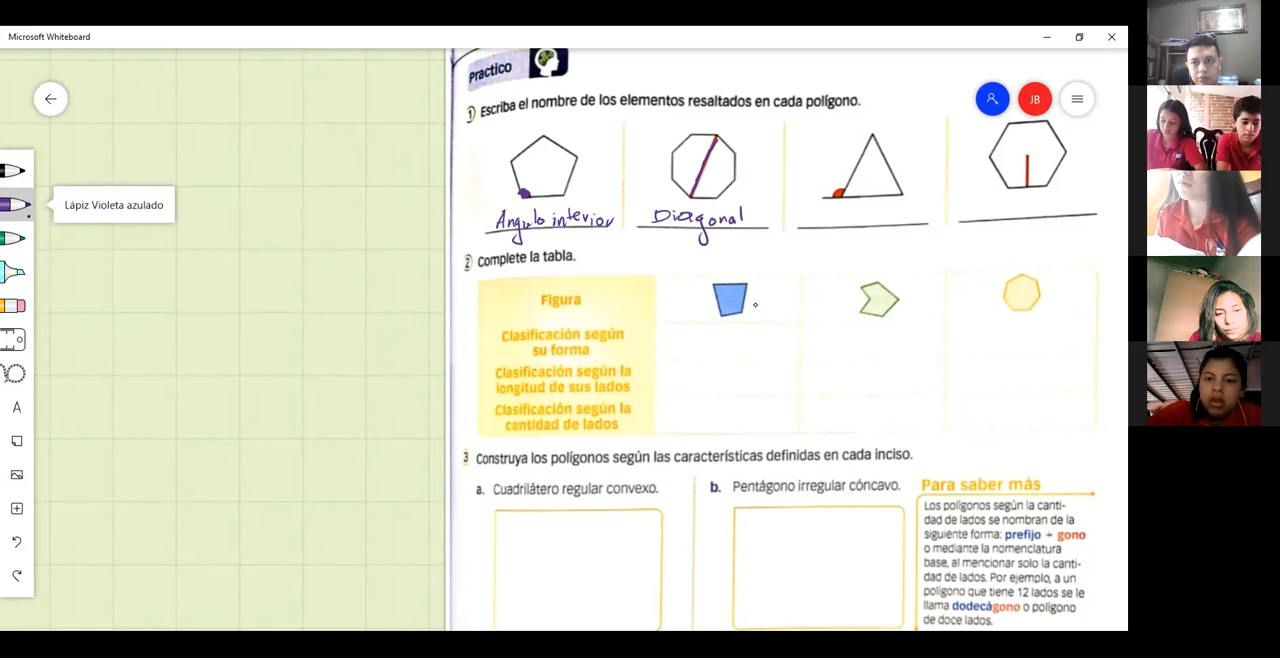 Microsoft Whiteboard
Practico
JB
1 Escriba el nombre de los elementos resaltados en cada polígono.
Lápiz Violeta azulado
Angulo interior
Diagonal
2 Complete la tabla.
Figura
Clasificación según
su forma
Clasificación según la
longitud de sus lados
Clasificación según la
cantidad de lados
A
3 Construya los polígonos según las características definidas en cada inciso.
a. Cuadrilátero regular convexo.
b. Pentágono irregular cóncavo.
Para saber más
Los polígonos según la canti-
dad de lados se nombran de la
siguiente forma: prefijo + gono
o mediante la nomenclatura
base, al mencionar solo la canti-
dad de lados. Por ejemplo, a un
polígono que tiene 12 lados se le
llama dodecágono o polígono
de doce lados.